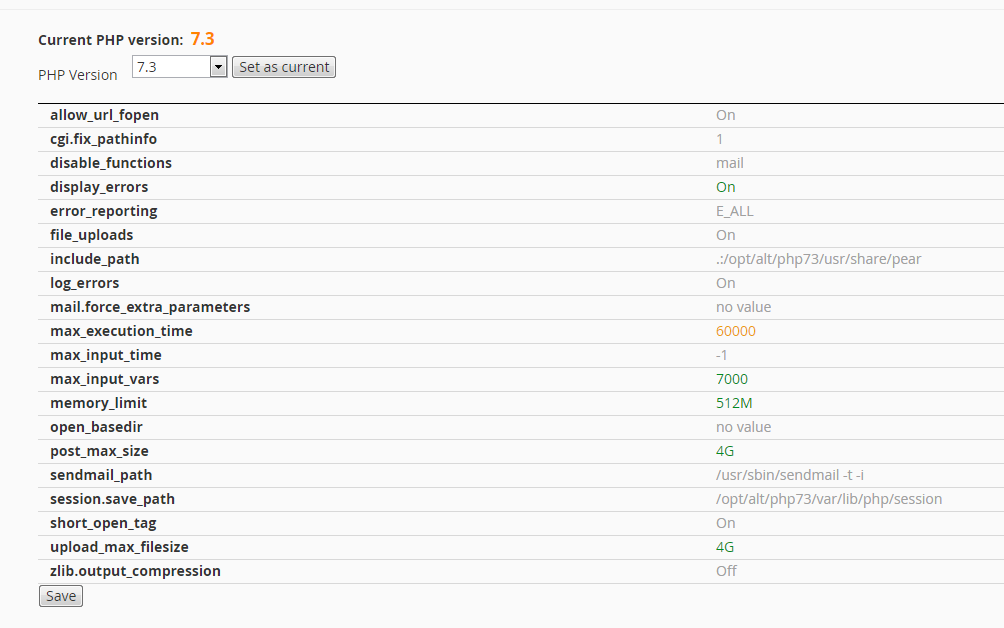 Current PHP version: 7.3
PHP Version 7.3 Set as current
allow_url_fopen On
cgi.fix_pathinfo 1
disable_functions mail
display_errors On
error_reporting E_ALL
file_uploads On
include_path .:/opt/alt/php73/usr/share/pear
log_errors On
mail.force_extra_parameters no value
max_execution_time 60000
max_input_time -1
max_input_vars 7000
memory_limit 512M
open_basedir no value
post_max_size 4G
sendmail_path /usr/sbin/sendmail -t -i
session.save_path /opt/alt/php73/var/lib/php/session
short_open_tag On
upload_max_filesize 4G
zlib.output_compression Off
Save